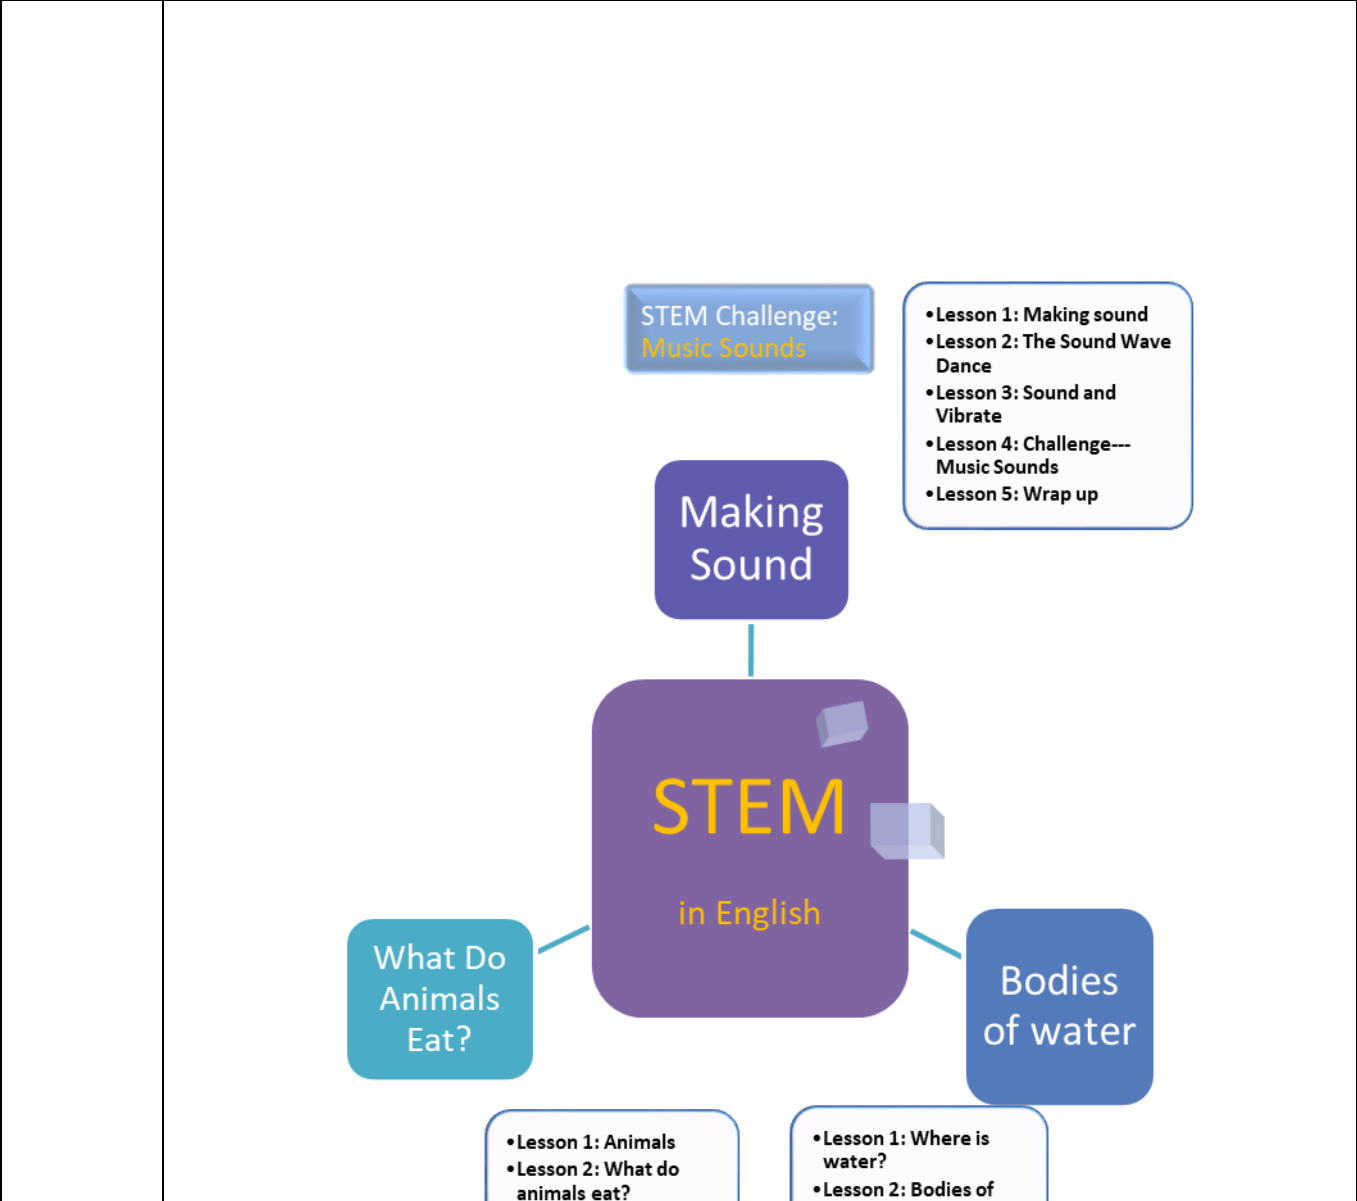 STEM Challenge:
Music Sounds
•Lesson 1: Making sound
•Lesson 2: The Sound Wave
Dance
•Lesson 3: Sound and
Vibrate
•Lesson 4: Challenge---
Music Sounds
•Lesson 5: Wrap up
Making
Sound
STEM
in English
What Do
Animals
Eat?
Bodies
of water
•Lesson 1: Animals
•Lesson 2: What do
animals eat?
•Lesson 1: Where is
water?
•Lesson 2: Bodies of